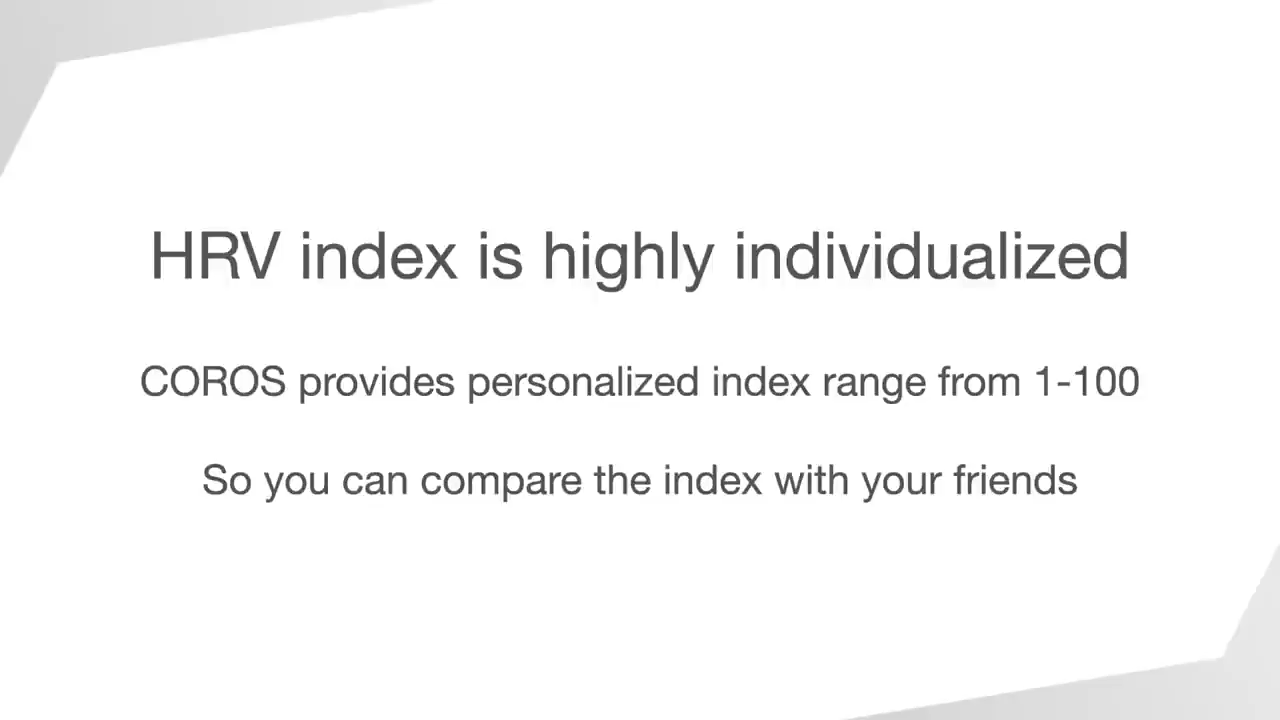 HRV index is highly individualized
COROS provides personalized index range from 1-100
So you can compare the index with your friends